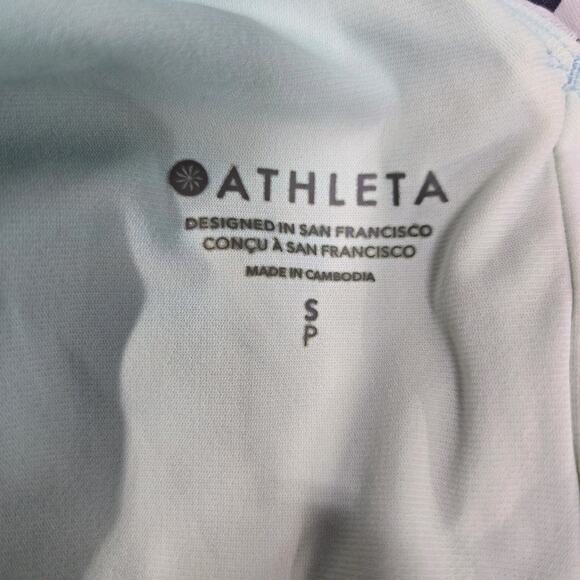 ATHLETA
DESIGNED IN SAN FRANCISCO
CONÇU À SAN FRANCISCO
MADE IN CAMBODIA
S
P